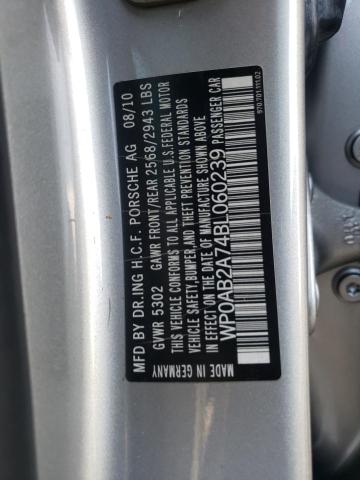 MFD BY DR.ING H.C.F. PORSCHE AG 08/10
GVWR 5302 GAWR FRONT/REAR 2568/2943 LBS
THIS VEHICLE CONFORMS TO ALL APPLICABLE U.S.FEDERAL MOTOR
VEHICLE SAFETY,BUMPER,AND THEFT PREVENTION STANDARDS
IN EFFECT ON THE DATE OF MANUFACTURE SHOWN ABOVE
WP0AB2A74BL060239 PASSENGER CAR
MADE IN GERMANY
970.701.111.02